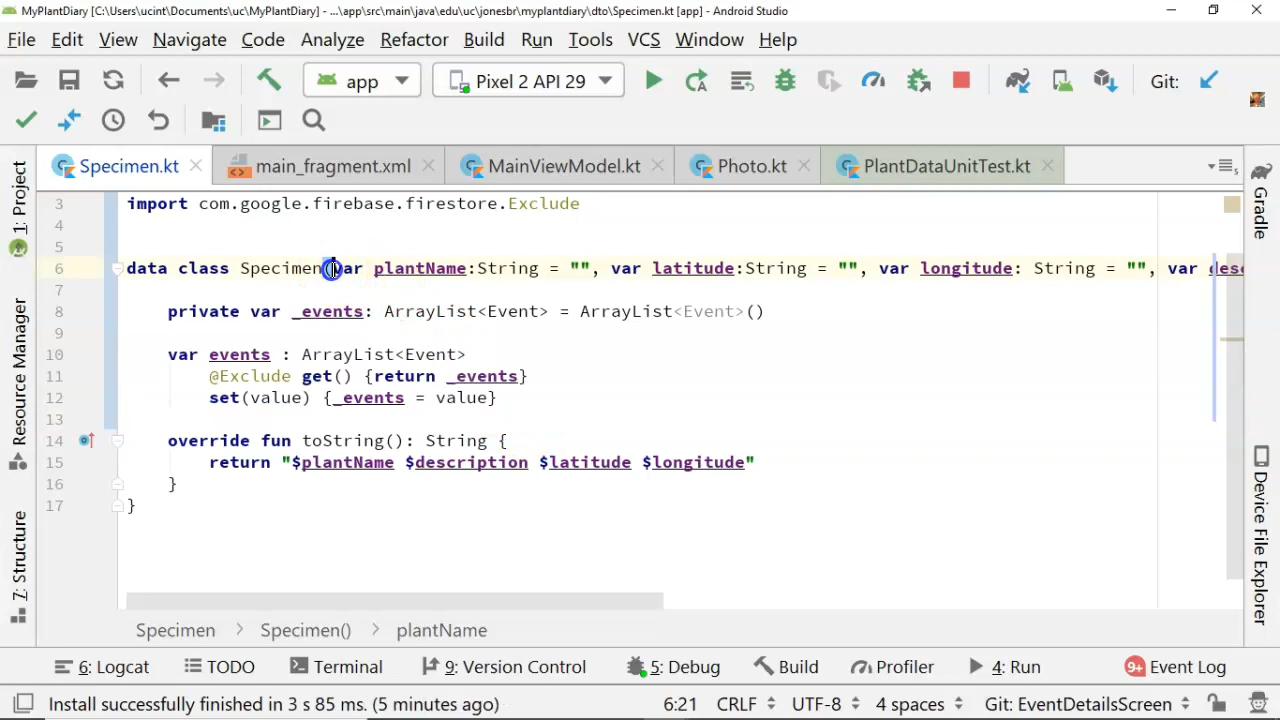 MyPlantDiary [C:\Users\ucint\Documents\uc\MyPlantDiary] - ...\app\src\main\java\edu\uc\jonesbr\myplantdiary\dto\Specimen.kt [app] - Android Studio
File Edit View Navigate Code Analyze Refactor Build Run Tools VCS Window Help
app Pixel 2 API 29 Git:
Specimen.kt main_fragment.xml MainViewModel.kt Photo.kt PlantDataUnitTest.kt
1: Project
Resource Manager
7: Structure
Gradle
Device File Explorer
3 import com.google.firebase.firestore.Exclude
4
5
6 data class Specimen(var plantName:String = "", var latitude:String = "", var longitude: String = "", var desc
7
8 private var _events: ArrayList<Event> = ArrayList<Event>()
9
10 var events : ArrayList<Event>
11 @Exclude get() {return _events}
12 set(value) {_events = value}
13
14 override fun toString(): String {
15 return "$plantName $description $latitude $longitude"
16 }
17 }
Specimen > Specimen() > plantName
6: Logcat TODO Terminal 9: Version Control 5: Debug Build Profiler 4: Run 9+ Event Log
Install successfully finished in 3 s 85 ms. (5 minutes ago) 6:21 CRLF UTF-8 4 spaces Git: EventDetailsScreen